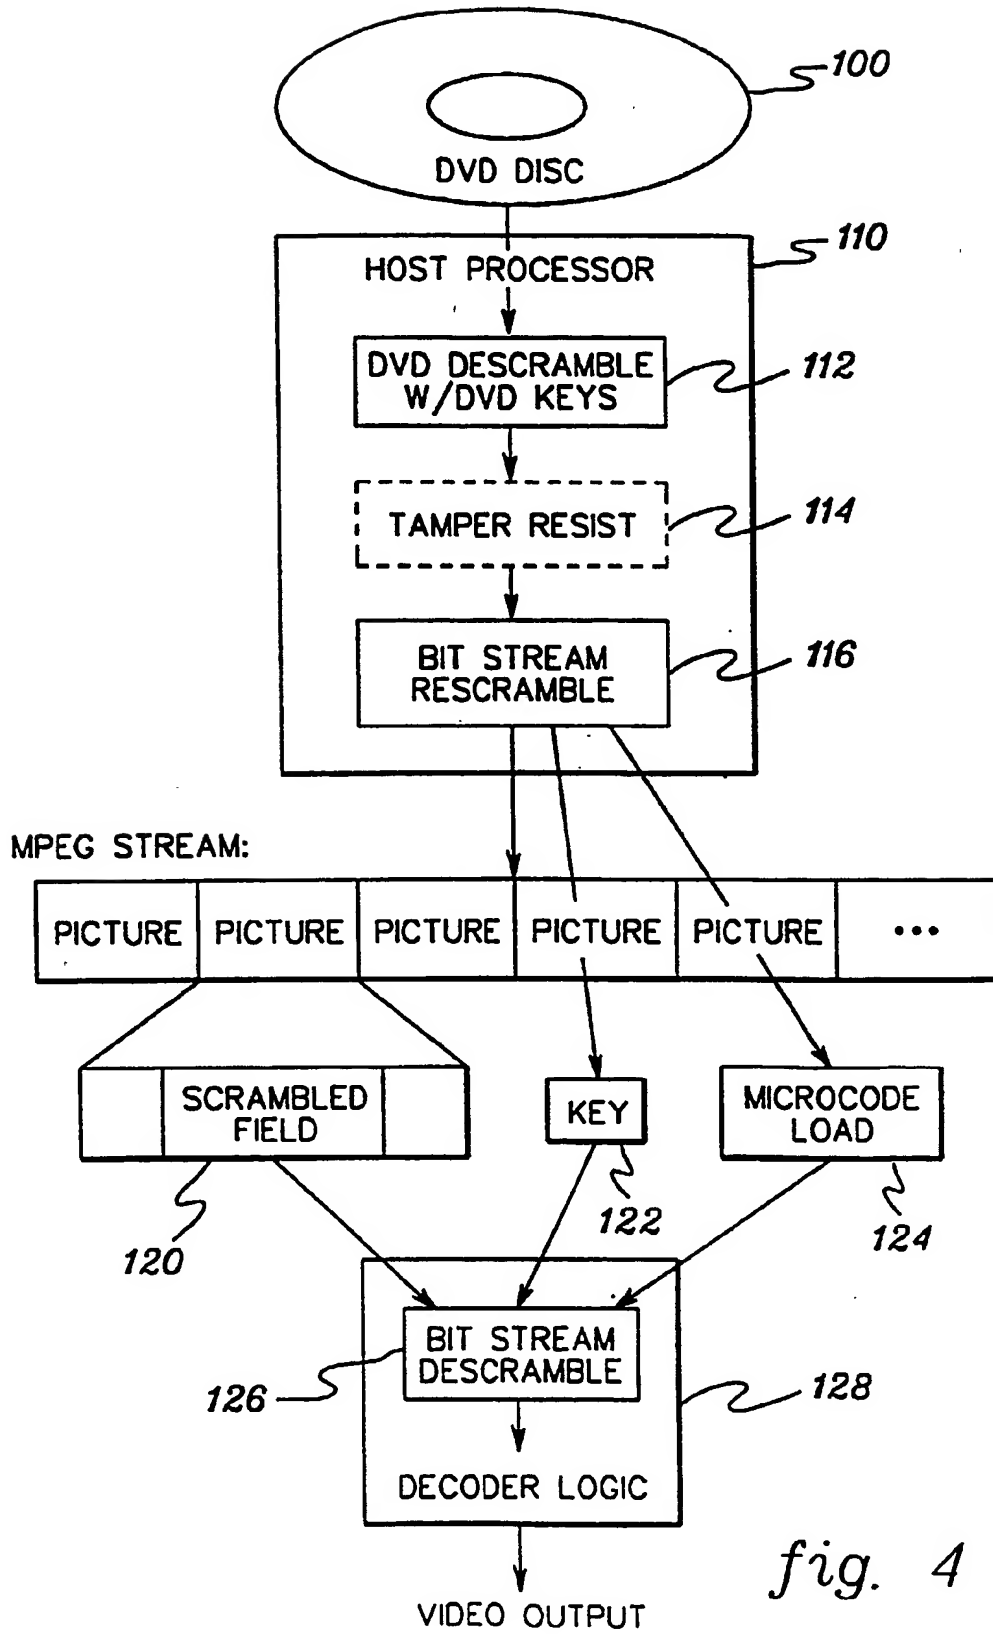 100
DVD DISC
110
HOST PROCESSOR
DVD DESCRAMBLE
W/DVD KEYS
112
TAMPER RESIST
114
BIT STREAM
RESCRAMBLE
116
MPEG STREAM:
PICTURE PICTURE PICTURE PICTURE PICTURE •••
SCRAMBLED
FIELD
KEY
MICROCODE
LOAD
120
122
124
BIT STREAM
DESCRAMBLE
126
128
DECODER LOGIC
fig. 4
VIDEO OUTPUT